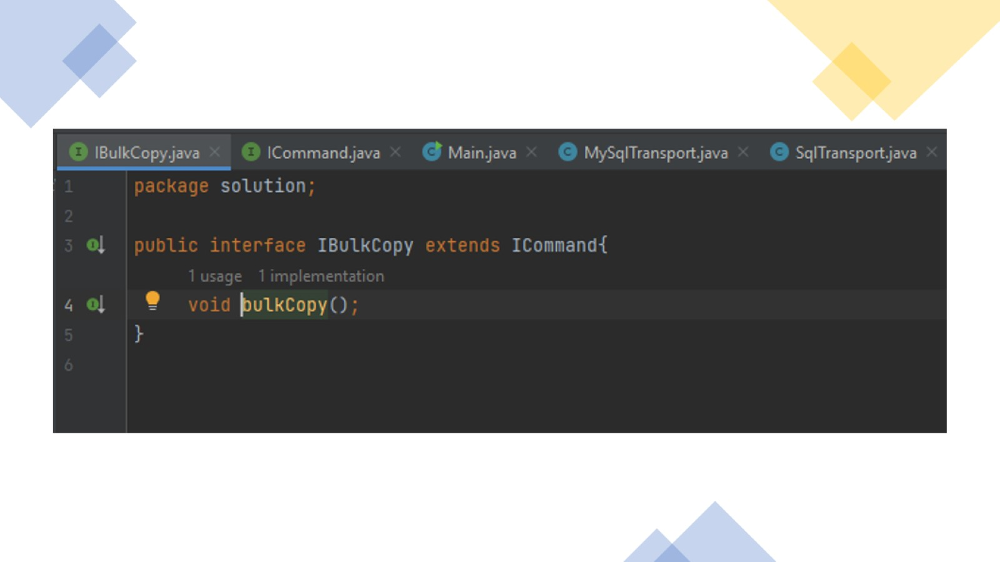 IBulkCopy.java ICommand.java Main.java MySqlTransport.java SqlTransport.java
1 package solution;
2
3 public interface IBulkCopy extends ICommand{
1 usage 1 implementation
4 void bulkCopy();
5 }
6